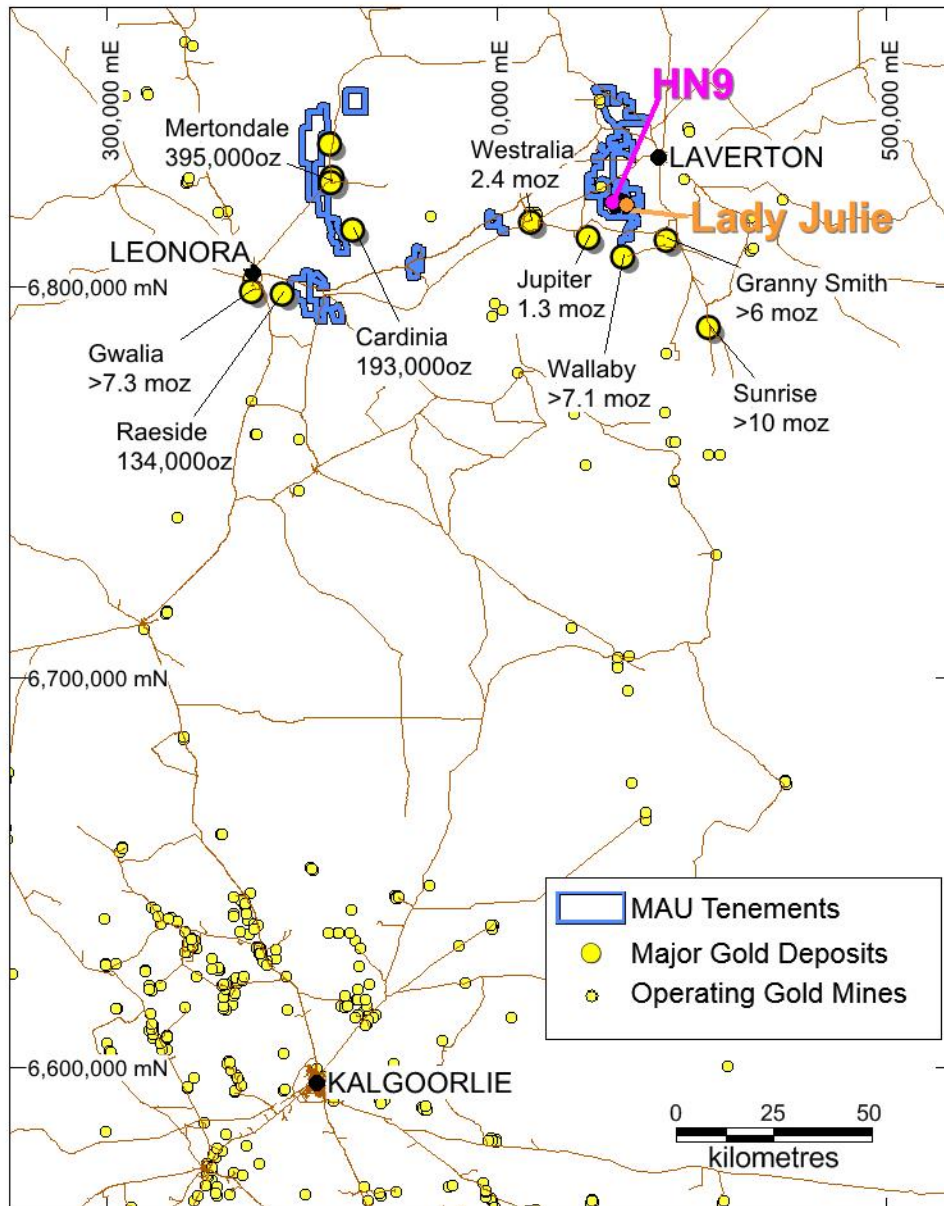 300,000 mE
0,000 mE
500,000 mE
HN9
Mertondale
395,000oz
Westralia
2.4 moz
LAVERTON
Lady Julie
LEONORA
6,800,000 mN
Jupiter
1.3 moz
Granny Smith
>6 moz
Gwalia
>7.3 moz
Cardinia
193,000oz
Wallaby
>7.1 moz
Sunrise
>10 moz
Raeside
134,000oz
6,700,000 mN
MAU Tenements
Major Gold Deposits
Operating Gold Mines
6,600,000 mN
KALGOORLIE
0 25 50
kilometres